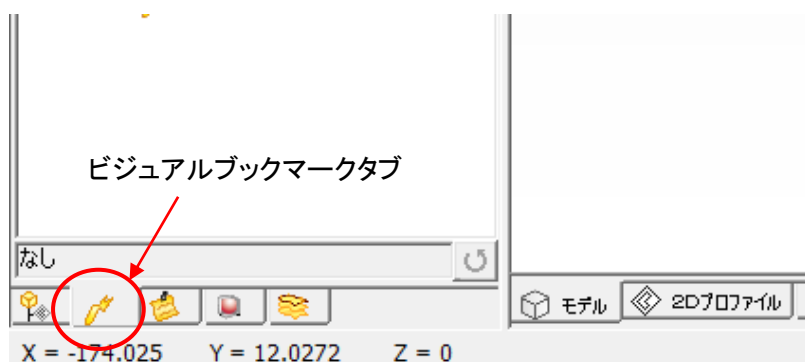 ビジュアルブックマークタブ
なし
モデル 2Dプロファイル
X = -174.025 Y = 12.0272 Z = 0